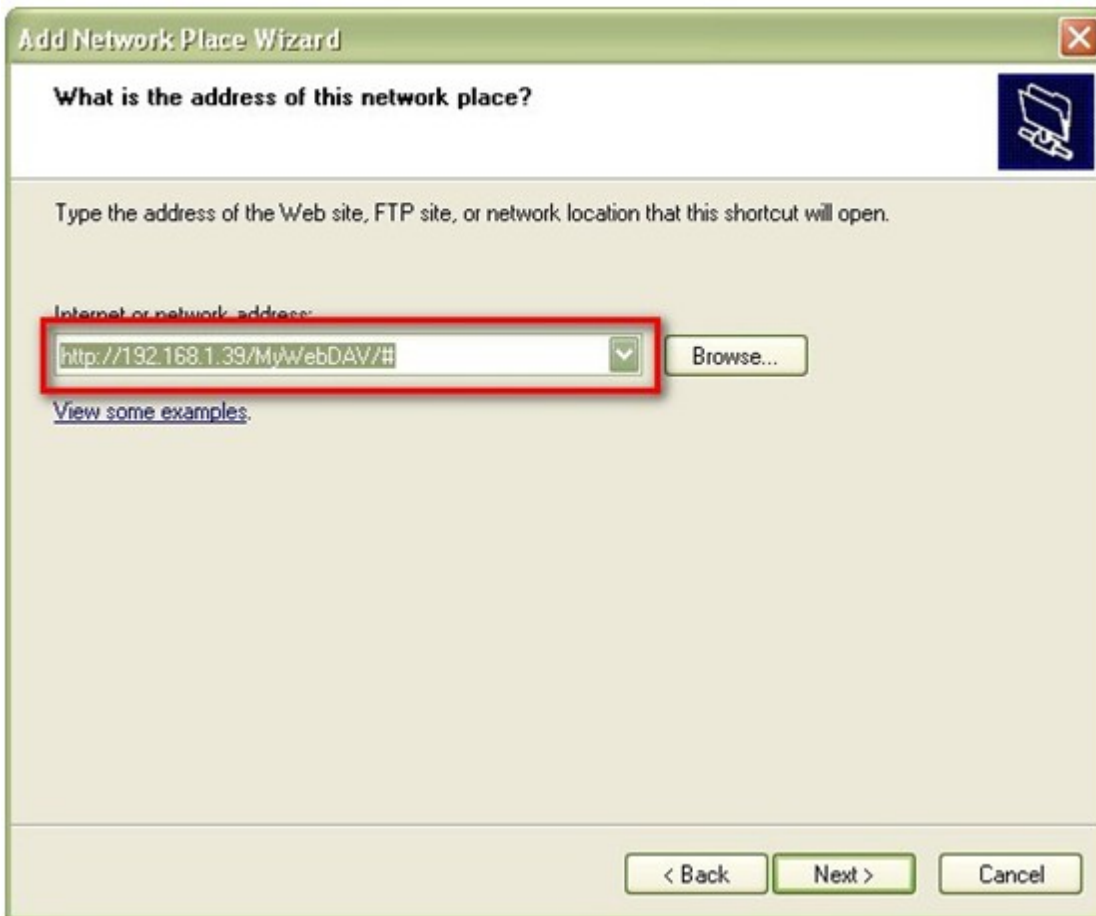 Add Network Place Wizard
What is the address of this network place?
Type the address of the Web site, FTP site, or network location that this shortcut will open.
Internet or network address:
http://192.168.1.39/MyWebDAV/#
Browse...
View some examples.
< Back
Next >
Cancel